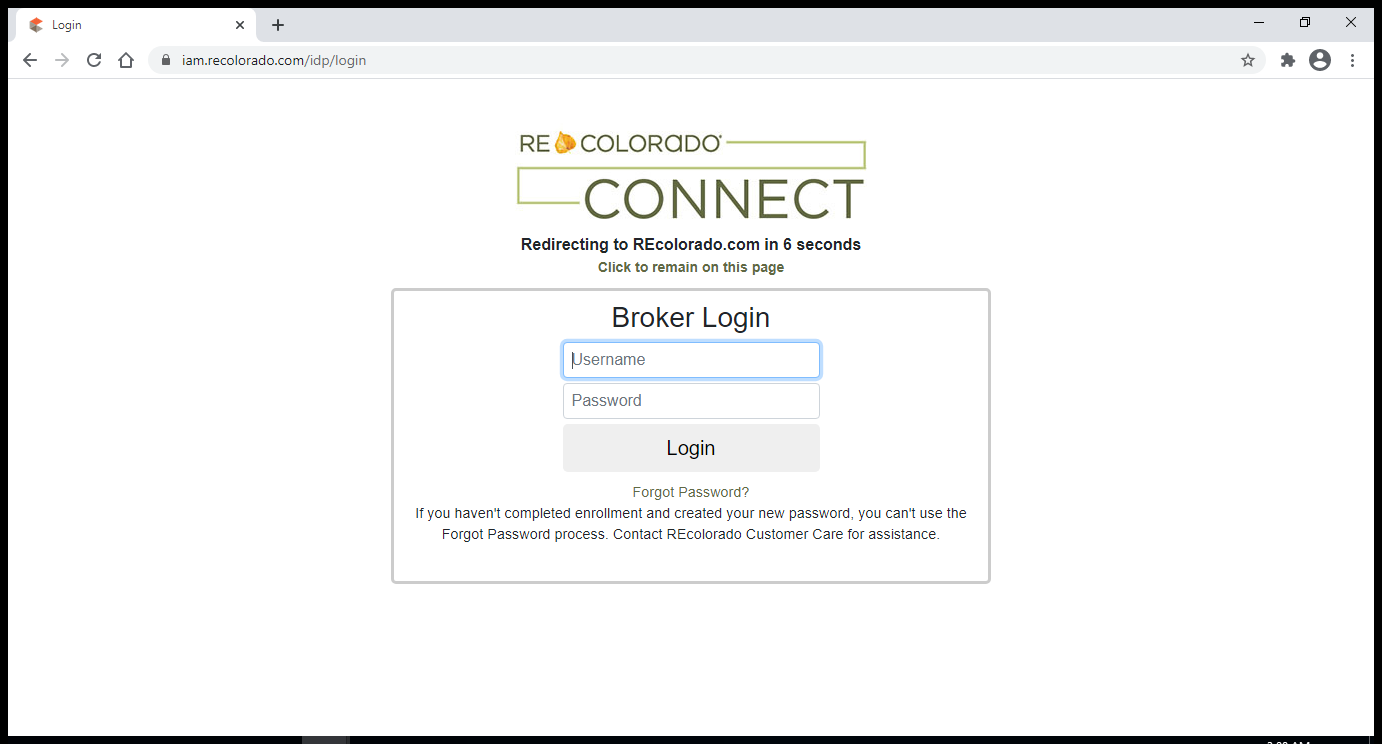 Login
iam.recolorado.com/idp/login
RE COLORADO®
CONNECT
Redirecting to REcolorado.com in 6 seconds
Click to remain on this page
Broker Login
Username
Password
Login
Forgot Password?
If you haven't completed enrollment and created your new password, you can't use the
Forgot Password process. Contact REcolorado Customer Care for assistance.